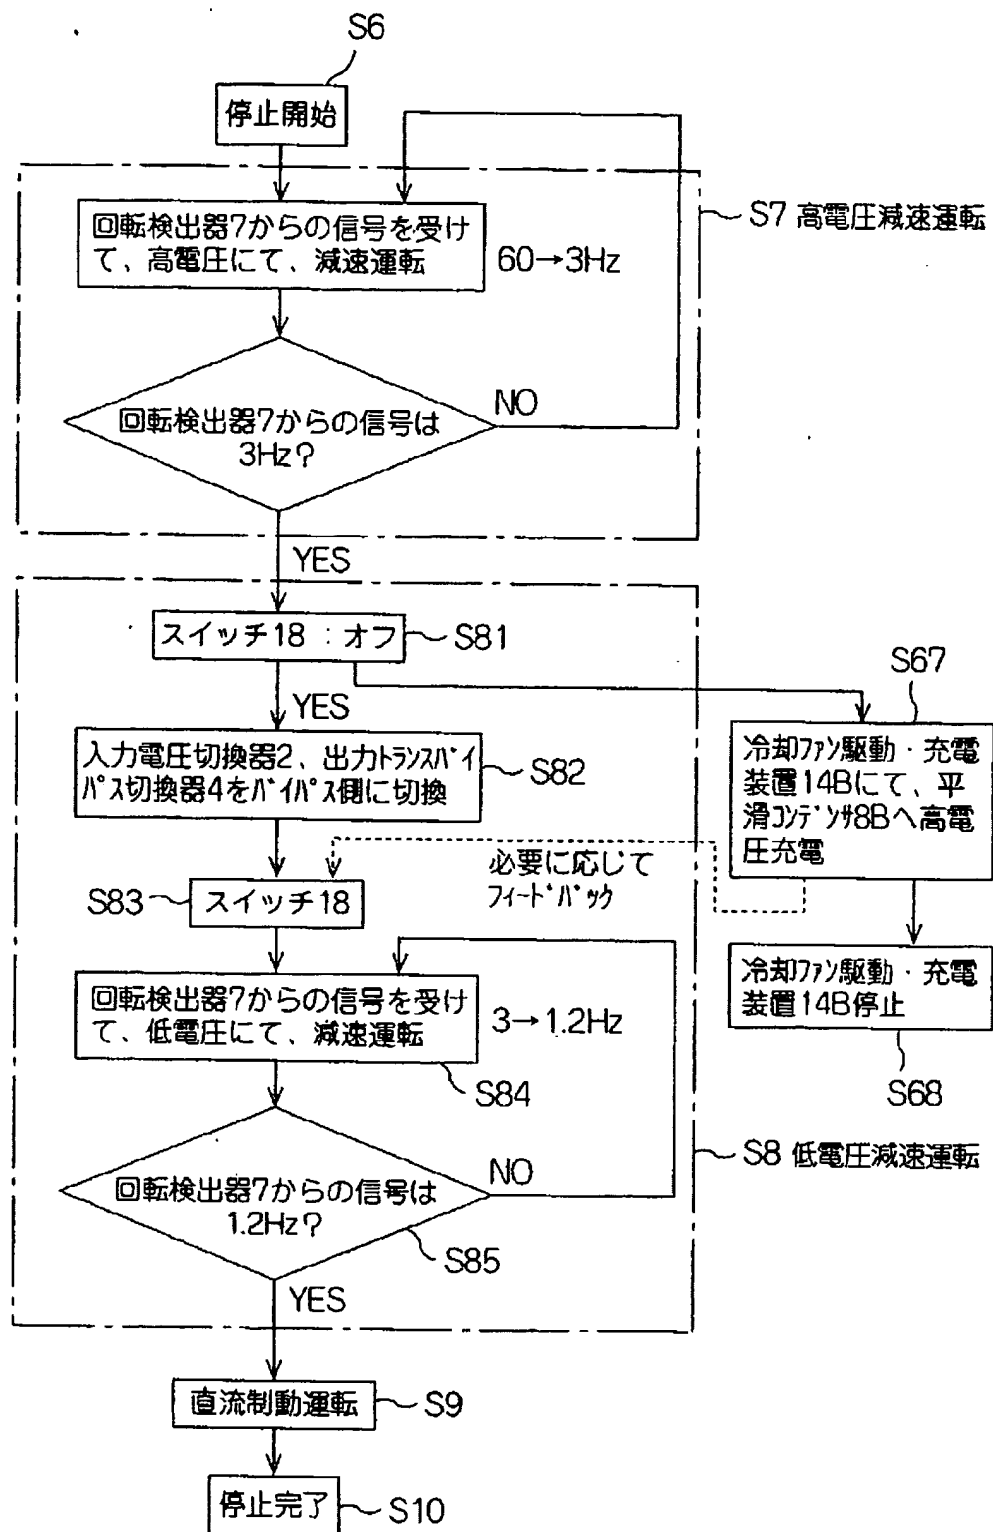 S6
停止開始
回転検出器7からの信号を受け
て、高電圧にて、減速運転
60→3Hz
S7 高電圧減速運転
回転検出器7からの信号は
3Hz?
NO
YES
スイッチ18:オフ
S81
YES
入力電圧切換器2、出力トランスバイ
パス切換器4をバイパス側に切換
S82
S67
冷却ファン駆動・充電
装置14Bにて、平
滑コンデンサ8Bへ高電
圧充電
必要に応じて
フィードバック
S83
スイッチ18
回転検出器7からの信号を受け
て、低電圧にて、減速運転
3→1.2Hz
S84
冷却ファン駆動・充電
装置14B停止
S68
S8 低電圧減速運転
回転検出器7からの信号は
1.2Hz?
NO
S85
YES
直流制動運転
S9
停止完了
S10